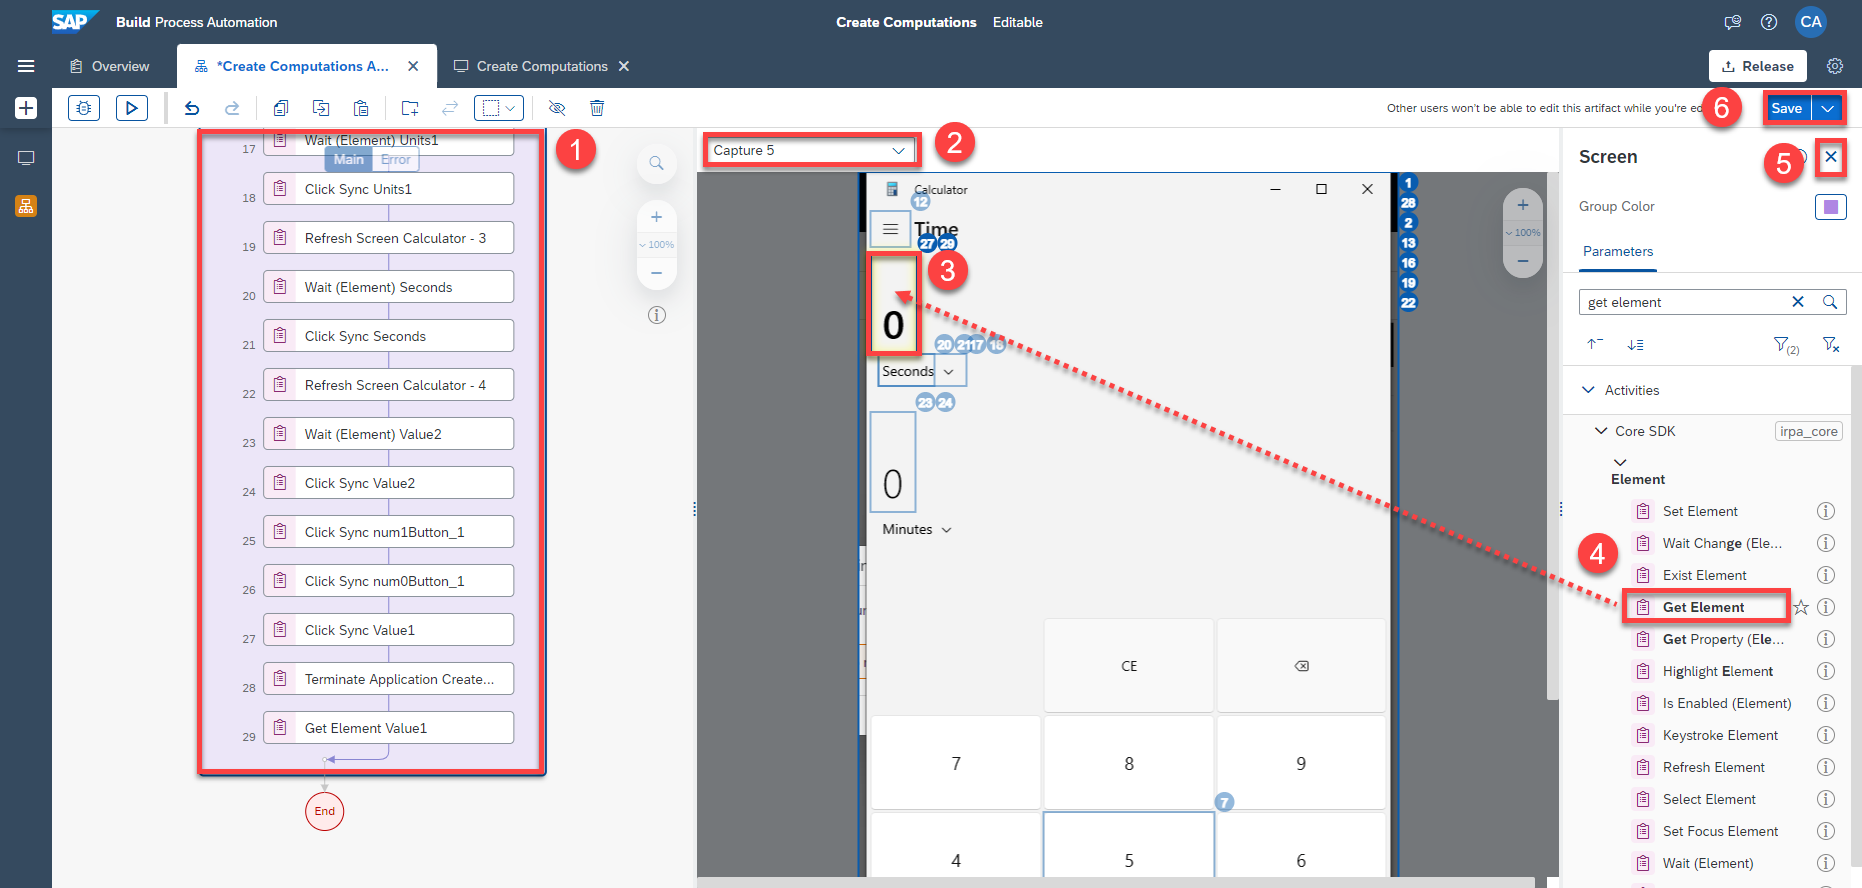 SAP Build Process Automation
Create Computations Editable
CA
Overview
*Create Computations A...
Create Computations
Release
Other users won't be able to edit this artifact while you're
6
Save
17 Wait (Element) Units1
Main Error
1
18 Click Sync Units1
19 Refresh Screen Calculator - 3
20 Wait (Element) Seconds
21 Click Sync Seconds
22 Refresh Screen Calculator - 4
23 Wait (Element) Value2
24 Click Sync Value2
25 Click Sync num1Button_1
26 Click Sync num0Button_1
27 Click Sync Value1
28 Terminate Application Create...
29 Get Element Value1
End
100%
Capture 5
2
Calculator
12
Time
27 29
3
0
20 21 17 18
Seconds
23 24
0
Minutes
CE
7 8 9
7
4 5 6
1
28
2
13
16
19
22
100%
Screen
5
Group Color
Parameters
get element
(2)
Activities
Core SDK irpa_core
Element
Set Element
Wait Change (Ele...
4
Exist Element
Get Element
Get Property (Ele...
Highlight Element
Is Enabled (Element)
Keystroke Element
Refresh Element
Select Element
Set Focus Element
Wait (Element)